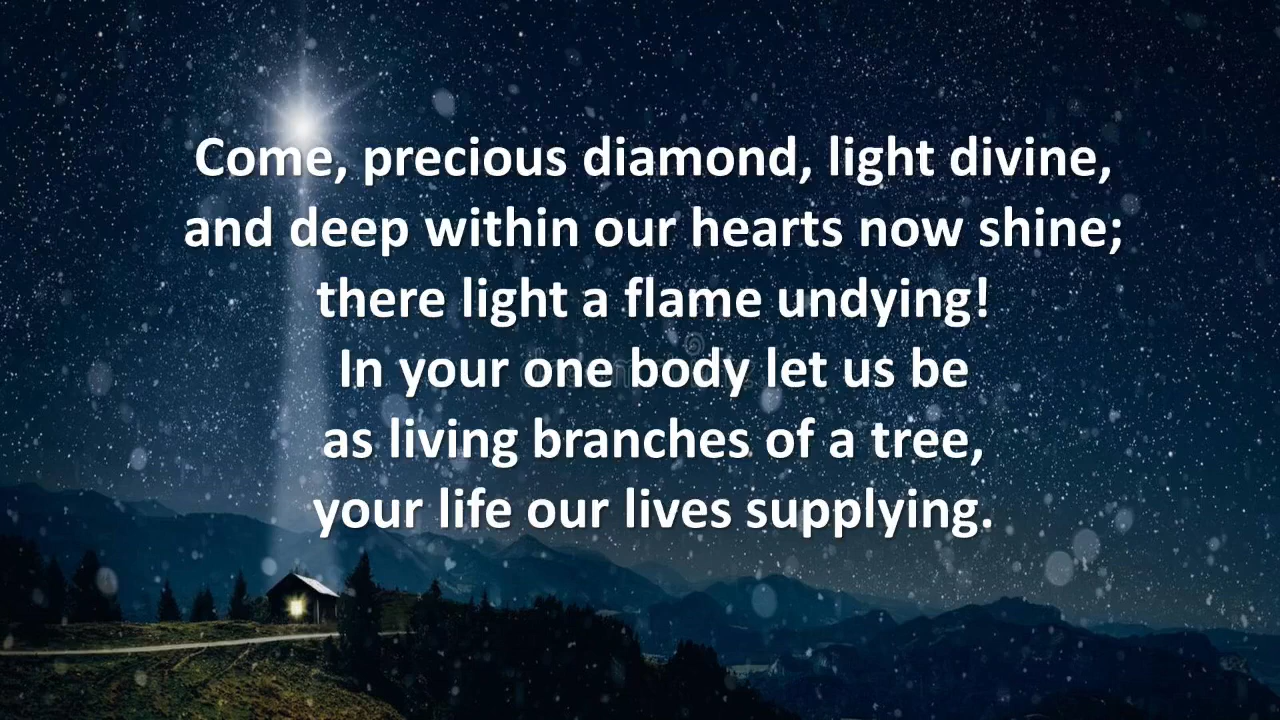 Come, precious diamond, light divine,
and deep within our hearts now shine;
there light a flame undying!
In your one body let us be
as living branches of a tree,
your life our lives supplying.